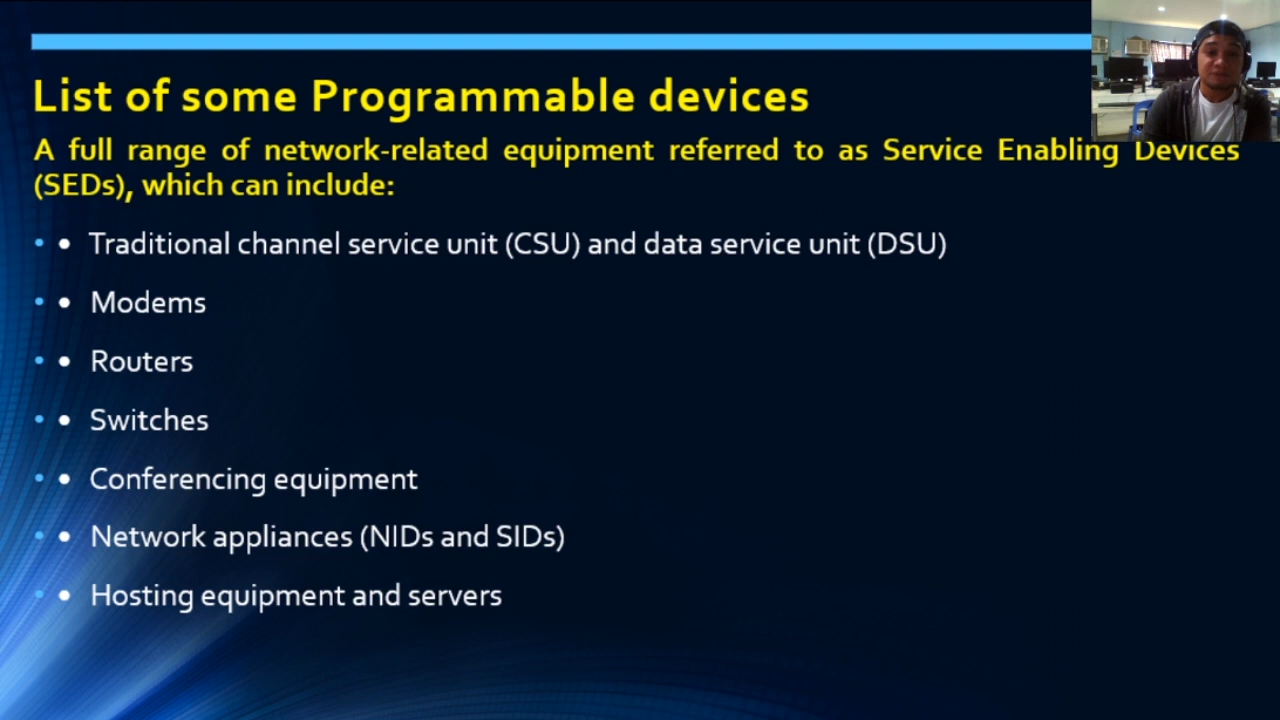 List of some Programmable devices
A full range of network-related equipment referred to as Service Enabling Devices
(SEDs), which can include:
• • Traditional channel service unit (CSU) and data service unit (DSU)
• • Modems
• • Routers
• • Switches
• • Conferencing equipment
• • Network appliances (NIDs and SIDs)
• • Hosting equipment and servers